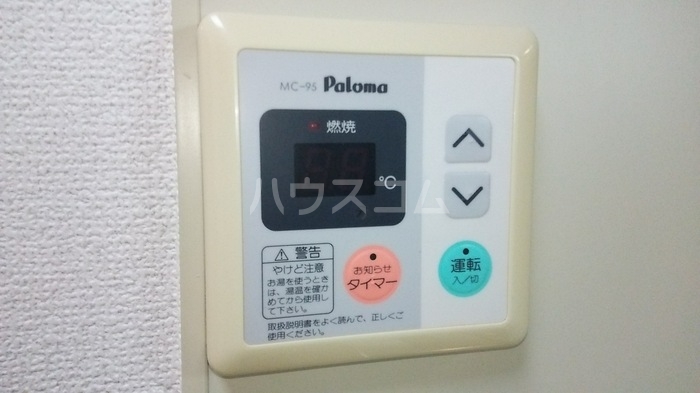 MC-95 Paloma
燃焼
℃
ハウスコム
警告
やけど注意
お湯を使うとき
は、湯温を確か
めてから使用し
て下さい。
お知らせ
タイマー
運転
入/切
取扱説明書をよく読んで、正しくご
使用ください。